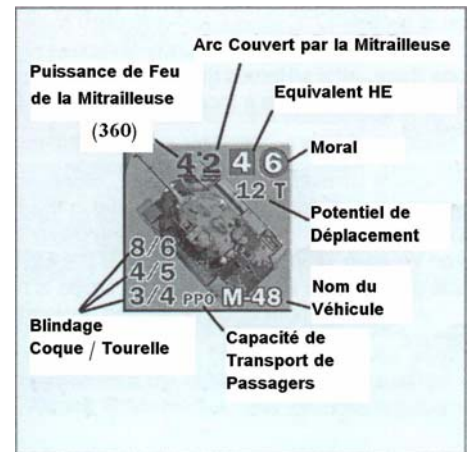 Arc Couvert par la Mitrailleuse
Puissance de Feu
de la Mitrailleuse
(360)
Equivalent HE
Moral
4 2 4 6
12 T
Potentiel de
Déplacement
8/6
4/5
3/4 PP0 M-48
Nom du
Véhicule
Blindage
Coque / Tourelle
Capacité de
Transport de
Passagers